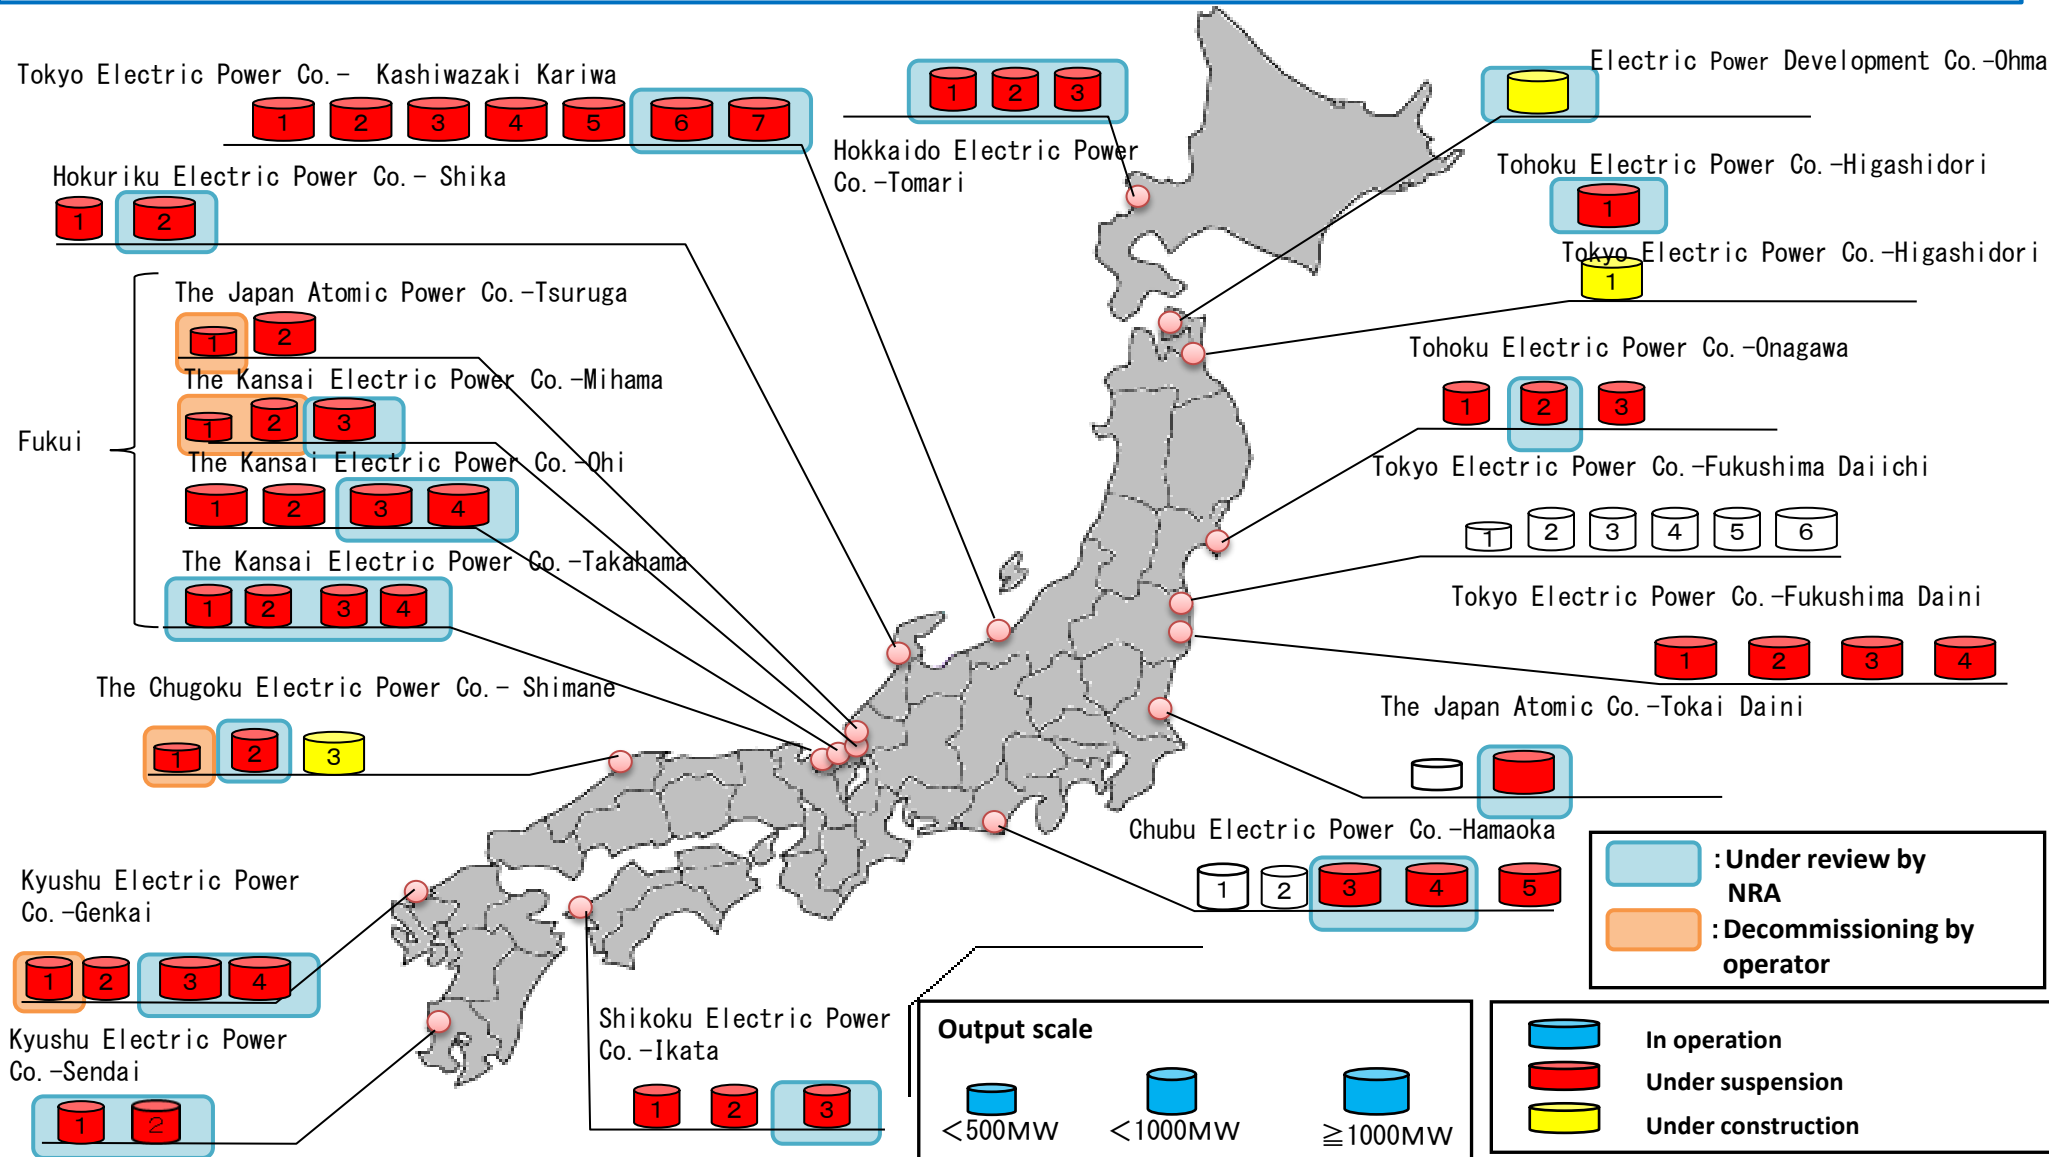 Tokyo Electric Power Co.- Kashiwazaki Kariwa
1 2 3 4 5 6 7
Hokuriku Electric Power Co.- Shika
1 2
Fukui
The Japan Atomic Power Co.-Tsuruga
1 2
The Kansai Electric Power Co.-Mihama
1 2 3
The Kansai Electric Power Co.-Ohi
1 2 3 4
The Kansai Electric Power Co.-Takahama
1 2 3 4
The Chugoku Electric Power Co.- Shimane
1 2 3
Kyushu Electric Power
Co.-Genkai
1 2 3 4
Kyushu Electric Power
Co.-Sendai
1 2
Hokkaido Electric Power
Co.-Tomari
1 2 3
Electric Power Development Co.-Ohma
Tohoku Electric Power Co.-Higashidori
1
Tokyo Electric Power Co.-Higashidori
1
Tohoku Electric Power Co.-Onagawa
1 2 3
Tokyo Electric Power Co.-Fukushima Daiichi
1 2 3 4 5 6
Tokyo Electric Power Co.-Fukushima Daini
1 2 3 4
The Japan Atomic Co.-Tokai Daini
Chubu Electric Power Co.-Hamaoka
1 2 3 4 5
Shikoku Electric Power
Co.-Ikata
1 2 3
: Under review by
NRA
: Decommissioning by
operator
Output scale
<500MW <1000MW ≧1000MW
In operation
Under suspension
Under construction